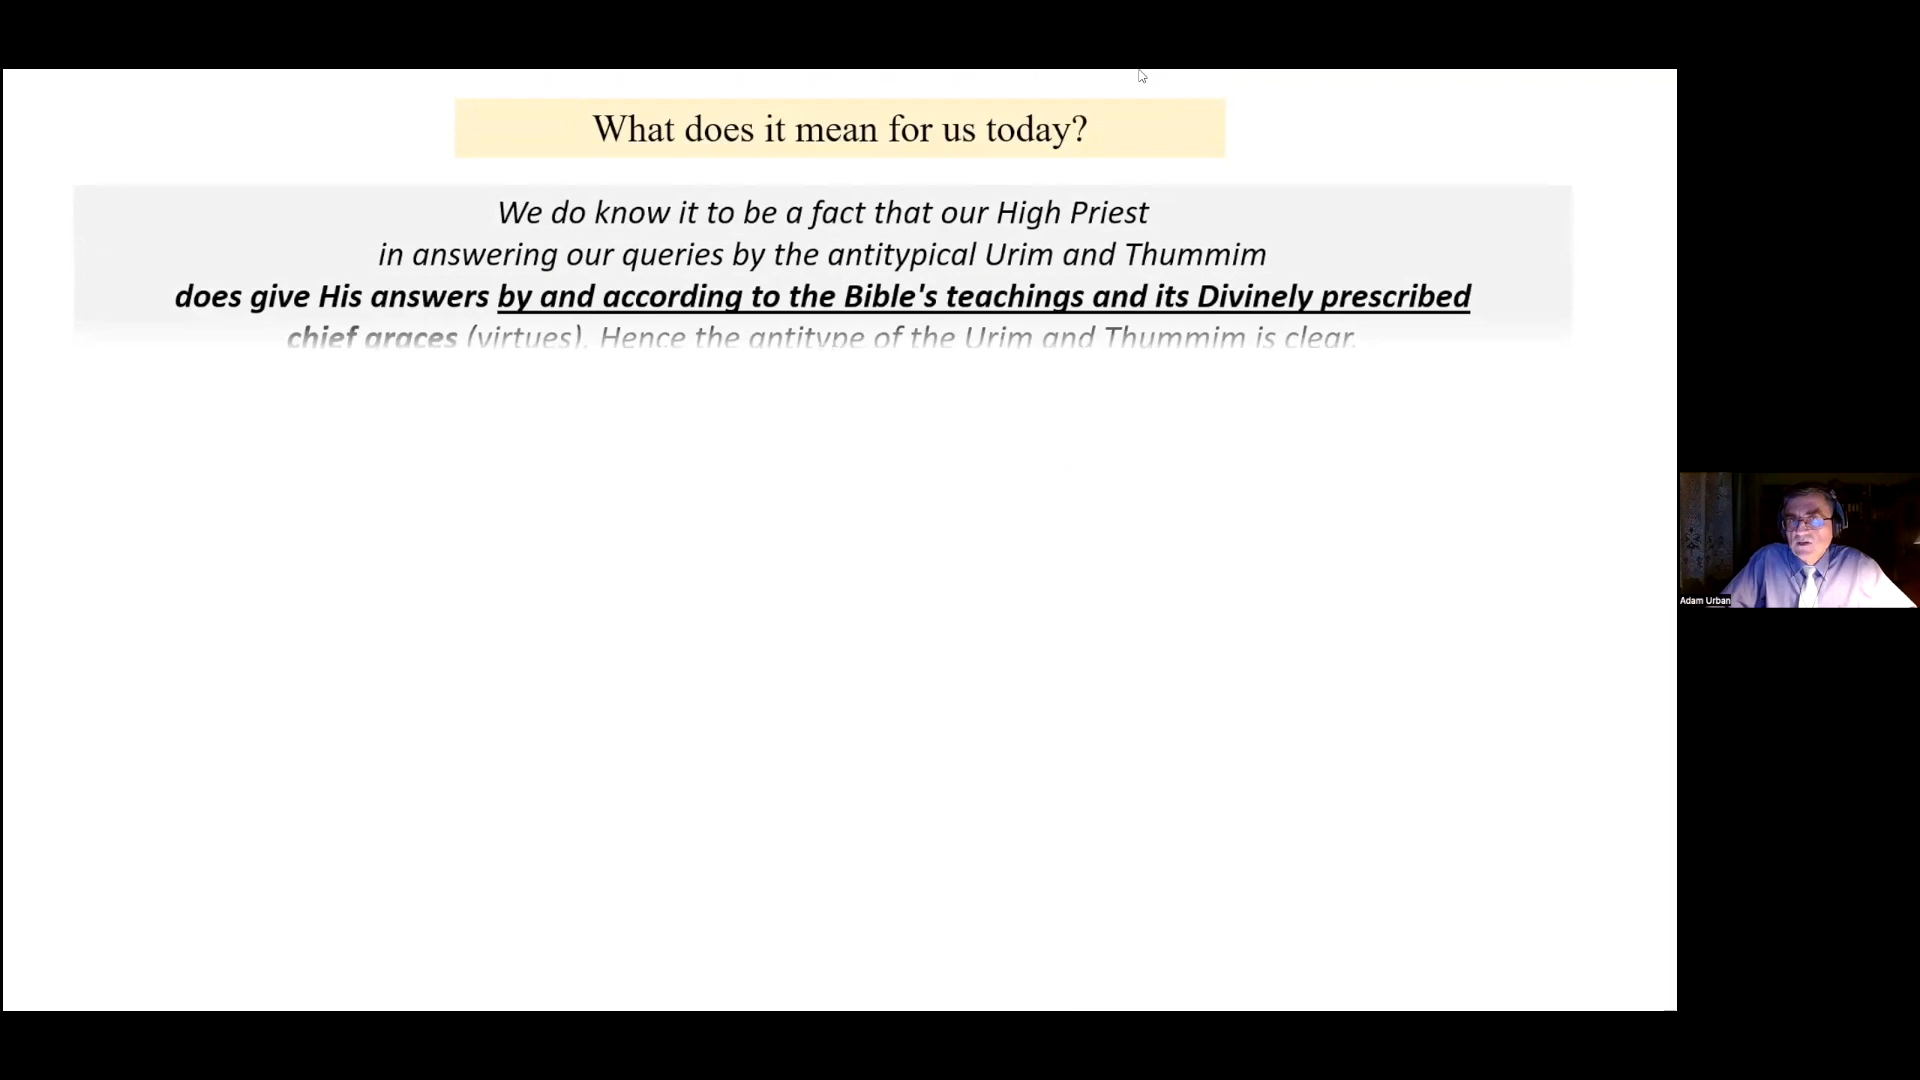 What does it mean for us today?
We do know it to be a fact that our High Priest
in answering our queries by the antitypical Urim and Thummim
does give His answers by and according to the Bible's teachings and its Divinely prescribed
chief graces (virtues). Hence the antitype of the Urim and Thummim is clear.
Adam Urban